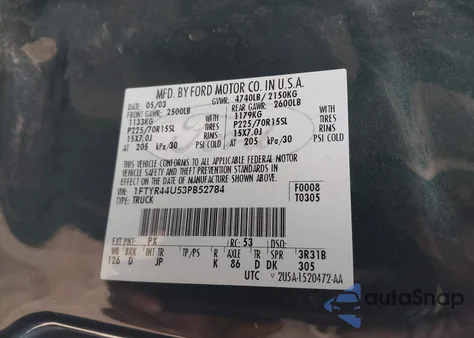 MFD. BY FORD MOTOR CO. IN U.S.A.
DATE: 05/03 GVWR: 4740LB/ 2150KG
FRONT GAWR: 2500LB REAR GAWR: 2600LB
1133KG 1179KG
P225/70R15SL TIRES P225/70R15SL TIRES
15X7.0J RIMS 15X7.0J RIMS
AT 205 kPa/30 PSI COLD AT 205 kPa/30 PSI COLD
THIS VEHICLE CONFORMS TO ALL APPLICABLE FEDERAL MOTOR
VEHICLE SAFETY AND THEFT PREVENTION STANDARDS IN
EFFECT ON THE DATE OF MANUFACTURE SHOWN ABOVE.
VEHICLE IDENTIFICATION NO.
VIN: 1FTYR44U53PB52784 F0008
TYPE: TRUCK T0305
EXT PNT: PX RC: 53 DSO:
WB BRK INT TR TP/PS R AX TR SPR 3R31B
126 D JP K 86 D DK 305
UTC 2U5A-1520472-AA
autoSnap